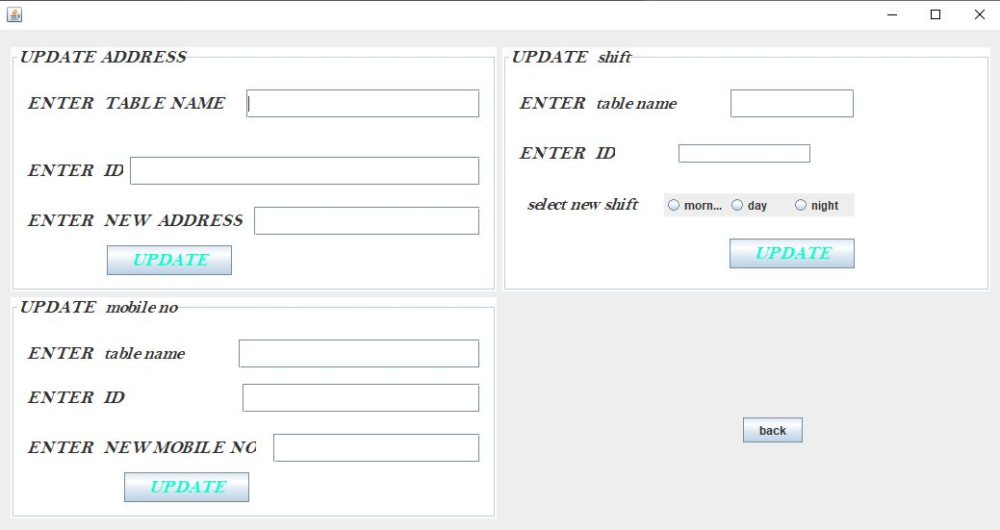 UPDATE ADDRESS
ENTER TABLE NAME
ENTER ID
ENTER NEW ADDRESS
UPDATE
UPDATE shift
ENTER table name
ENTER ID
select new shift
morn... day night
UPDATE
UPDATE mobile no
ENTER table name
ENTER ID
ENTER NEW MOBILE NO
UPDATE
back